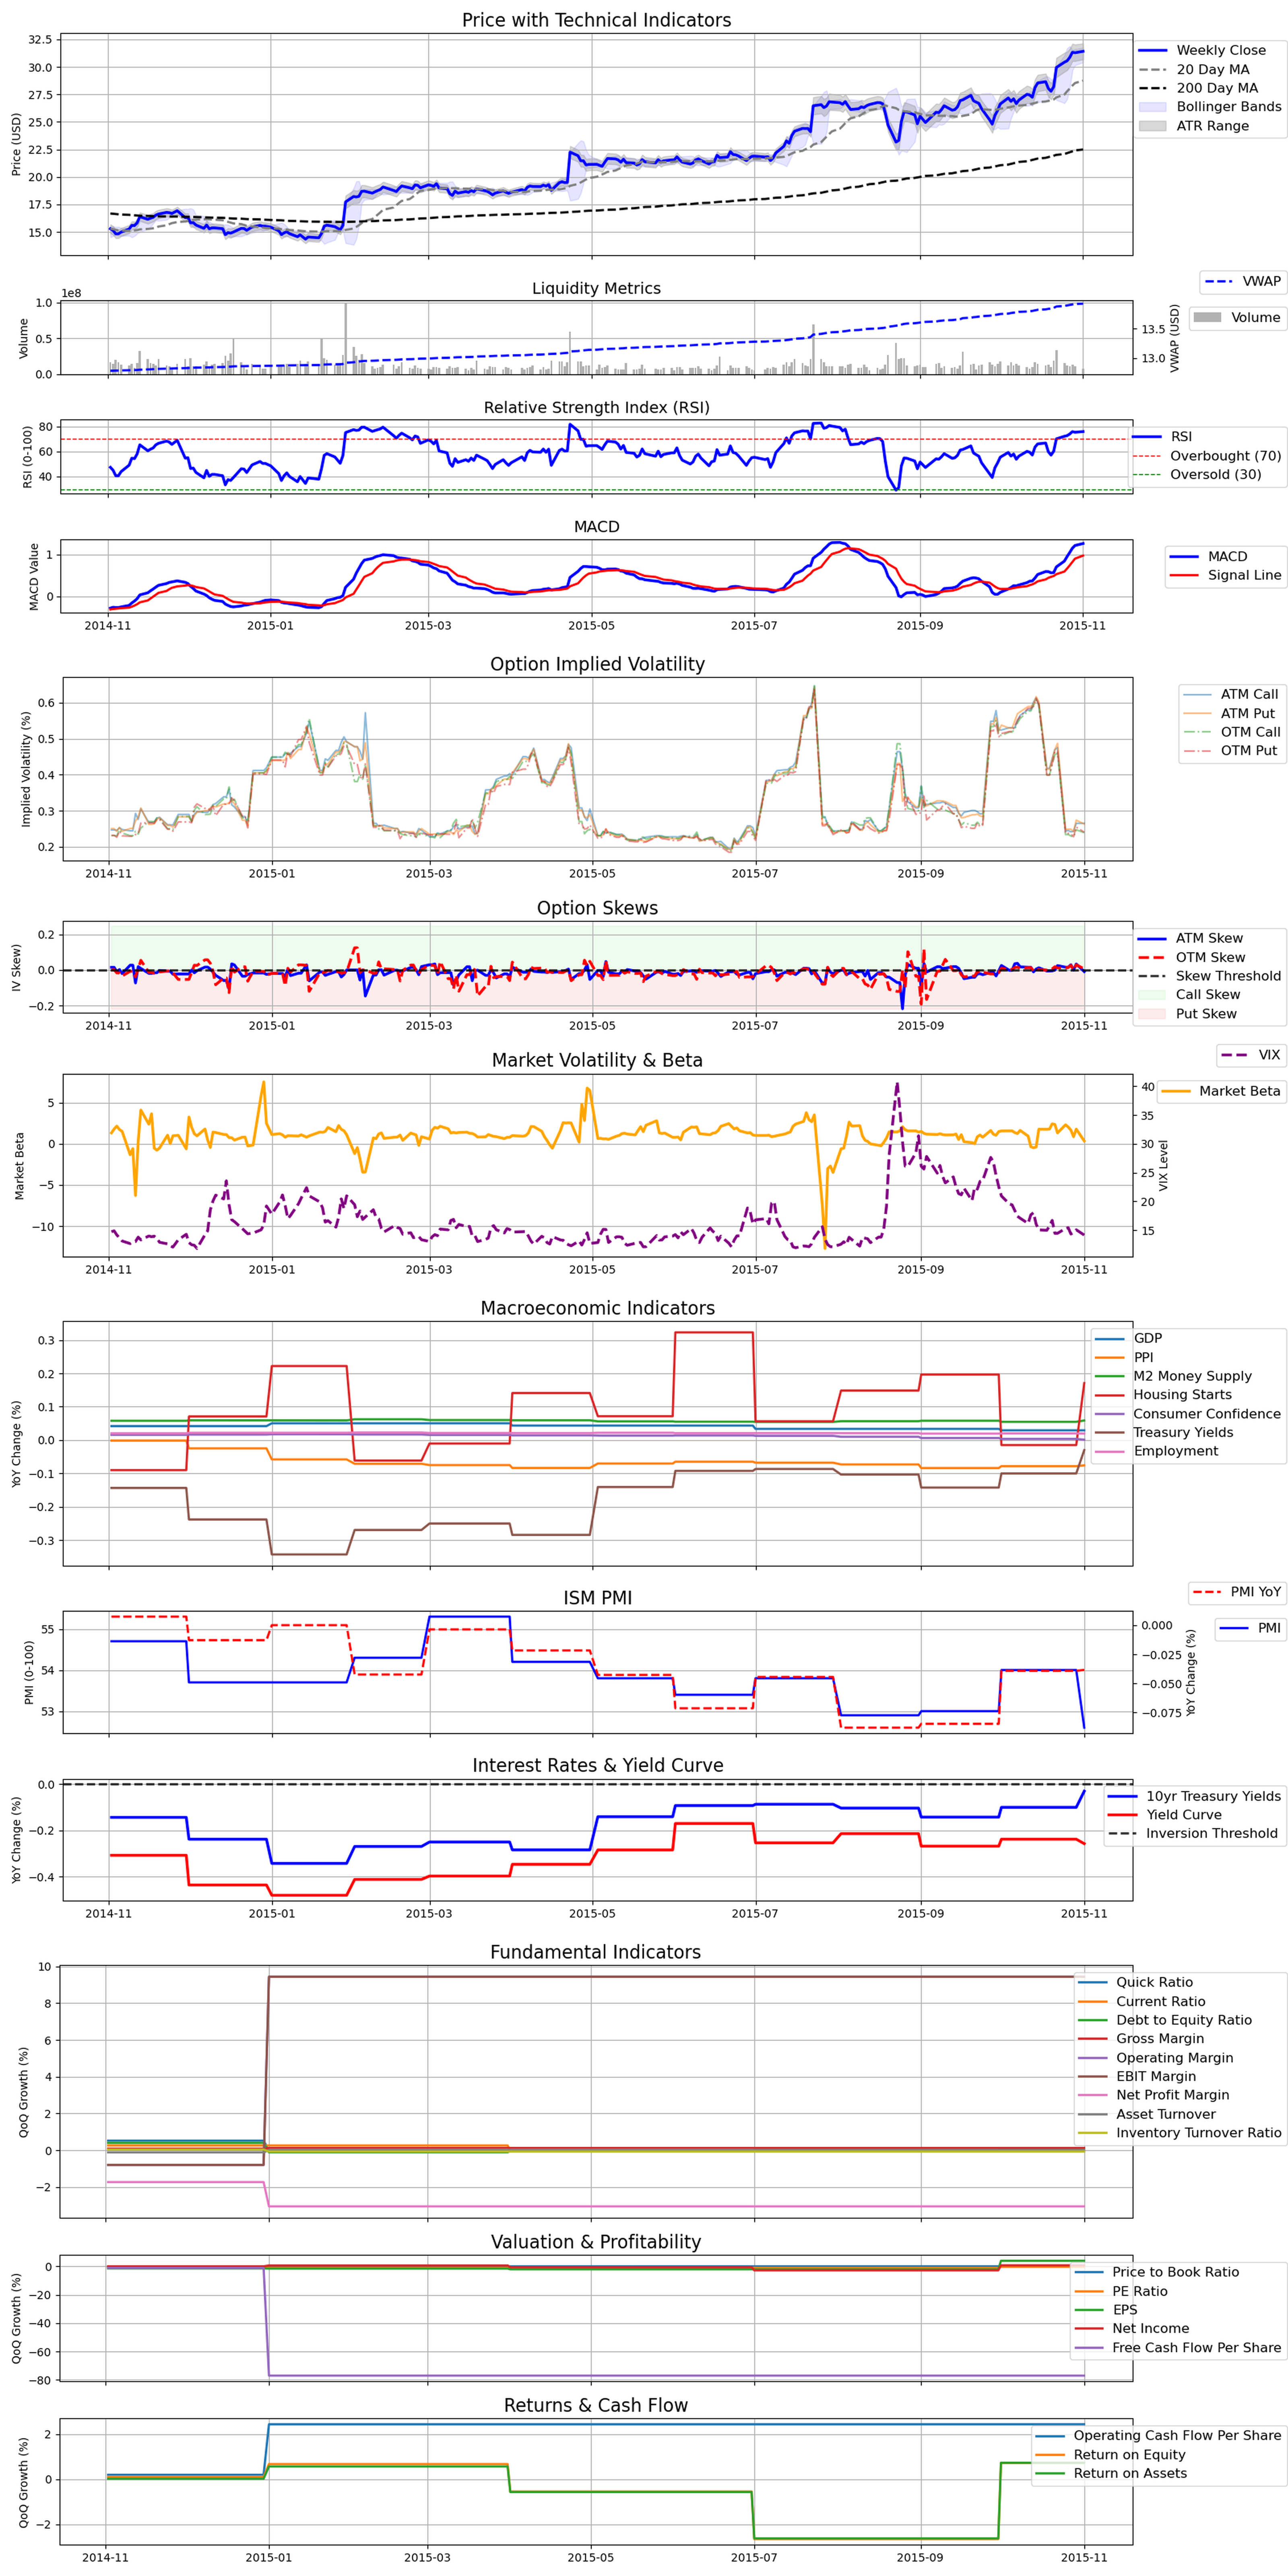 Price with Technical Indicators
Price (USD)
32.5
30.0
27.5
25.0
22.5
20.0
17.5
15.0
Weekly Close
20 Day MA
200 Day MA
Bollinger Bands
ATR Range
Liquidity Metrics
1e8
Volume
1.0
0.5
0.0
13.5
13.0
VWAP (USD)
VWAP
Volume
Relative Strength Index (RSI)
RSI (0-100)
80
60
40
RSI
Overbought (70)
Oversold (30)
MACD
MACD Value
1
0
MACD
Signal Line
2014-11 2015-01 2015-03 2015-05 2015-07 2015-09 2015-11
Option Implied Volatility
Implied Volatility (%)
0.6
0.5
0.4
0.3
0.2
ATM Call
ATM Put
OTM Call
OTM Put
2014-11 2015-01 2015-03 2015-05 2015-07 2015-09 2015-11
Option Skews
IV Skew)
0.2
0.0
−0.2
ATM Skew
OTM Skew
Skew Threshold
Call Skew
Put Skew
2014-11 2015-01 2015-03 2015-05 2015-07 2015-09 2015-11
Market Volatility & Beta
Market Beta
5
0
−5
−10
40
35
30
25
20
15
VIX Level
VIX
Market Beta
2014-11 2015-01 2015-03 2015-05 2015-07 2015-09 2015-11
Macroeconomic Indicators
YoY Change (%)
0.3
0.2
0.1
0.0
−0.1
−0.2
−0.3
GDP
PPI
M2 Money Supply
Housing Starts
Consumer Confidence
Treasury Yields
Employment
ISM PMI
PMI (0-100)
55
54
53
0.000
−0.025
−0.050
−0.075
YoY Change (%)
PMI YoY
PMI
Interest Rates & Yield Curve
YoY Change (%)
0.0
−0.2
−0.4
10yr Treasury Yields
Yield Curve
Inversion Threshold
2014-11 2015-01 2015-03 2015-05 2015-07 2015-09 2015-11
Fundamental Indicators
QoQ Growth (%)
10
8
6
4
2
0
−2
Quick Ratio
Current Ratio
Debt to Equity Ratio
Gross Margin
Operating Margin
EBIT Margin
Net Profit Margin
Asset Turnover
Inventory Turnover Ratio
Valuation & Profitability
QoQ Growth (%)
0
−20
−40
−60
−80
Price to Book Ratio
PE Ratio
EPS
Net Income
Free Cash Flow Per Share
Returns & Cash Flow
QoQ Growth (%)
2
0
−2
Operating Cash Flow Per Share
Return on Equity
Return on Assets
2014-11 2015-01 2015-03 2015-05 2015-07 2015-09 2015-11